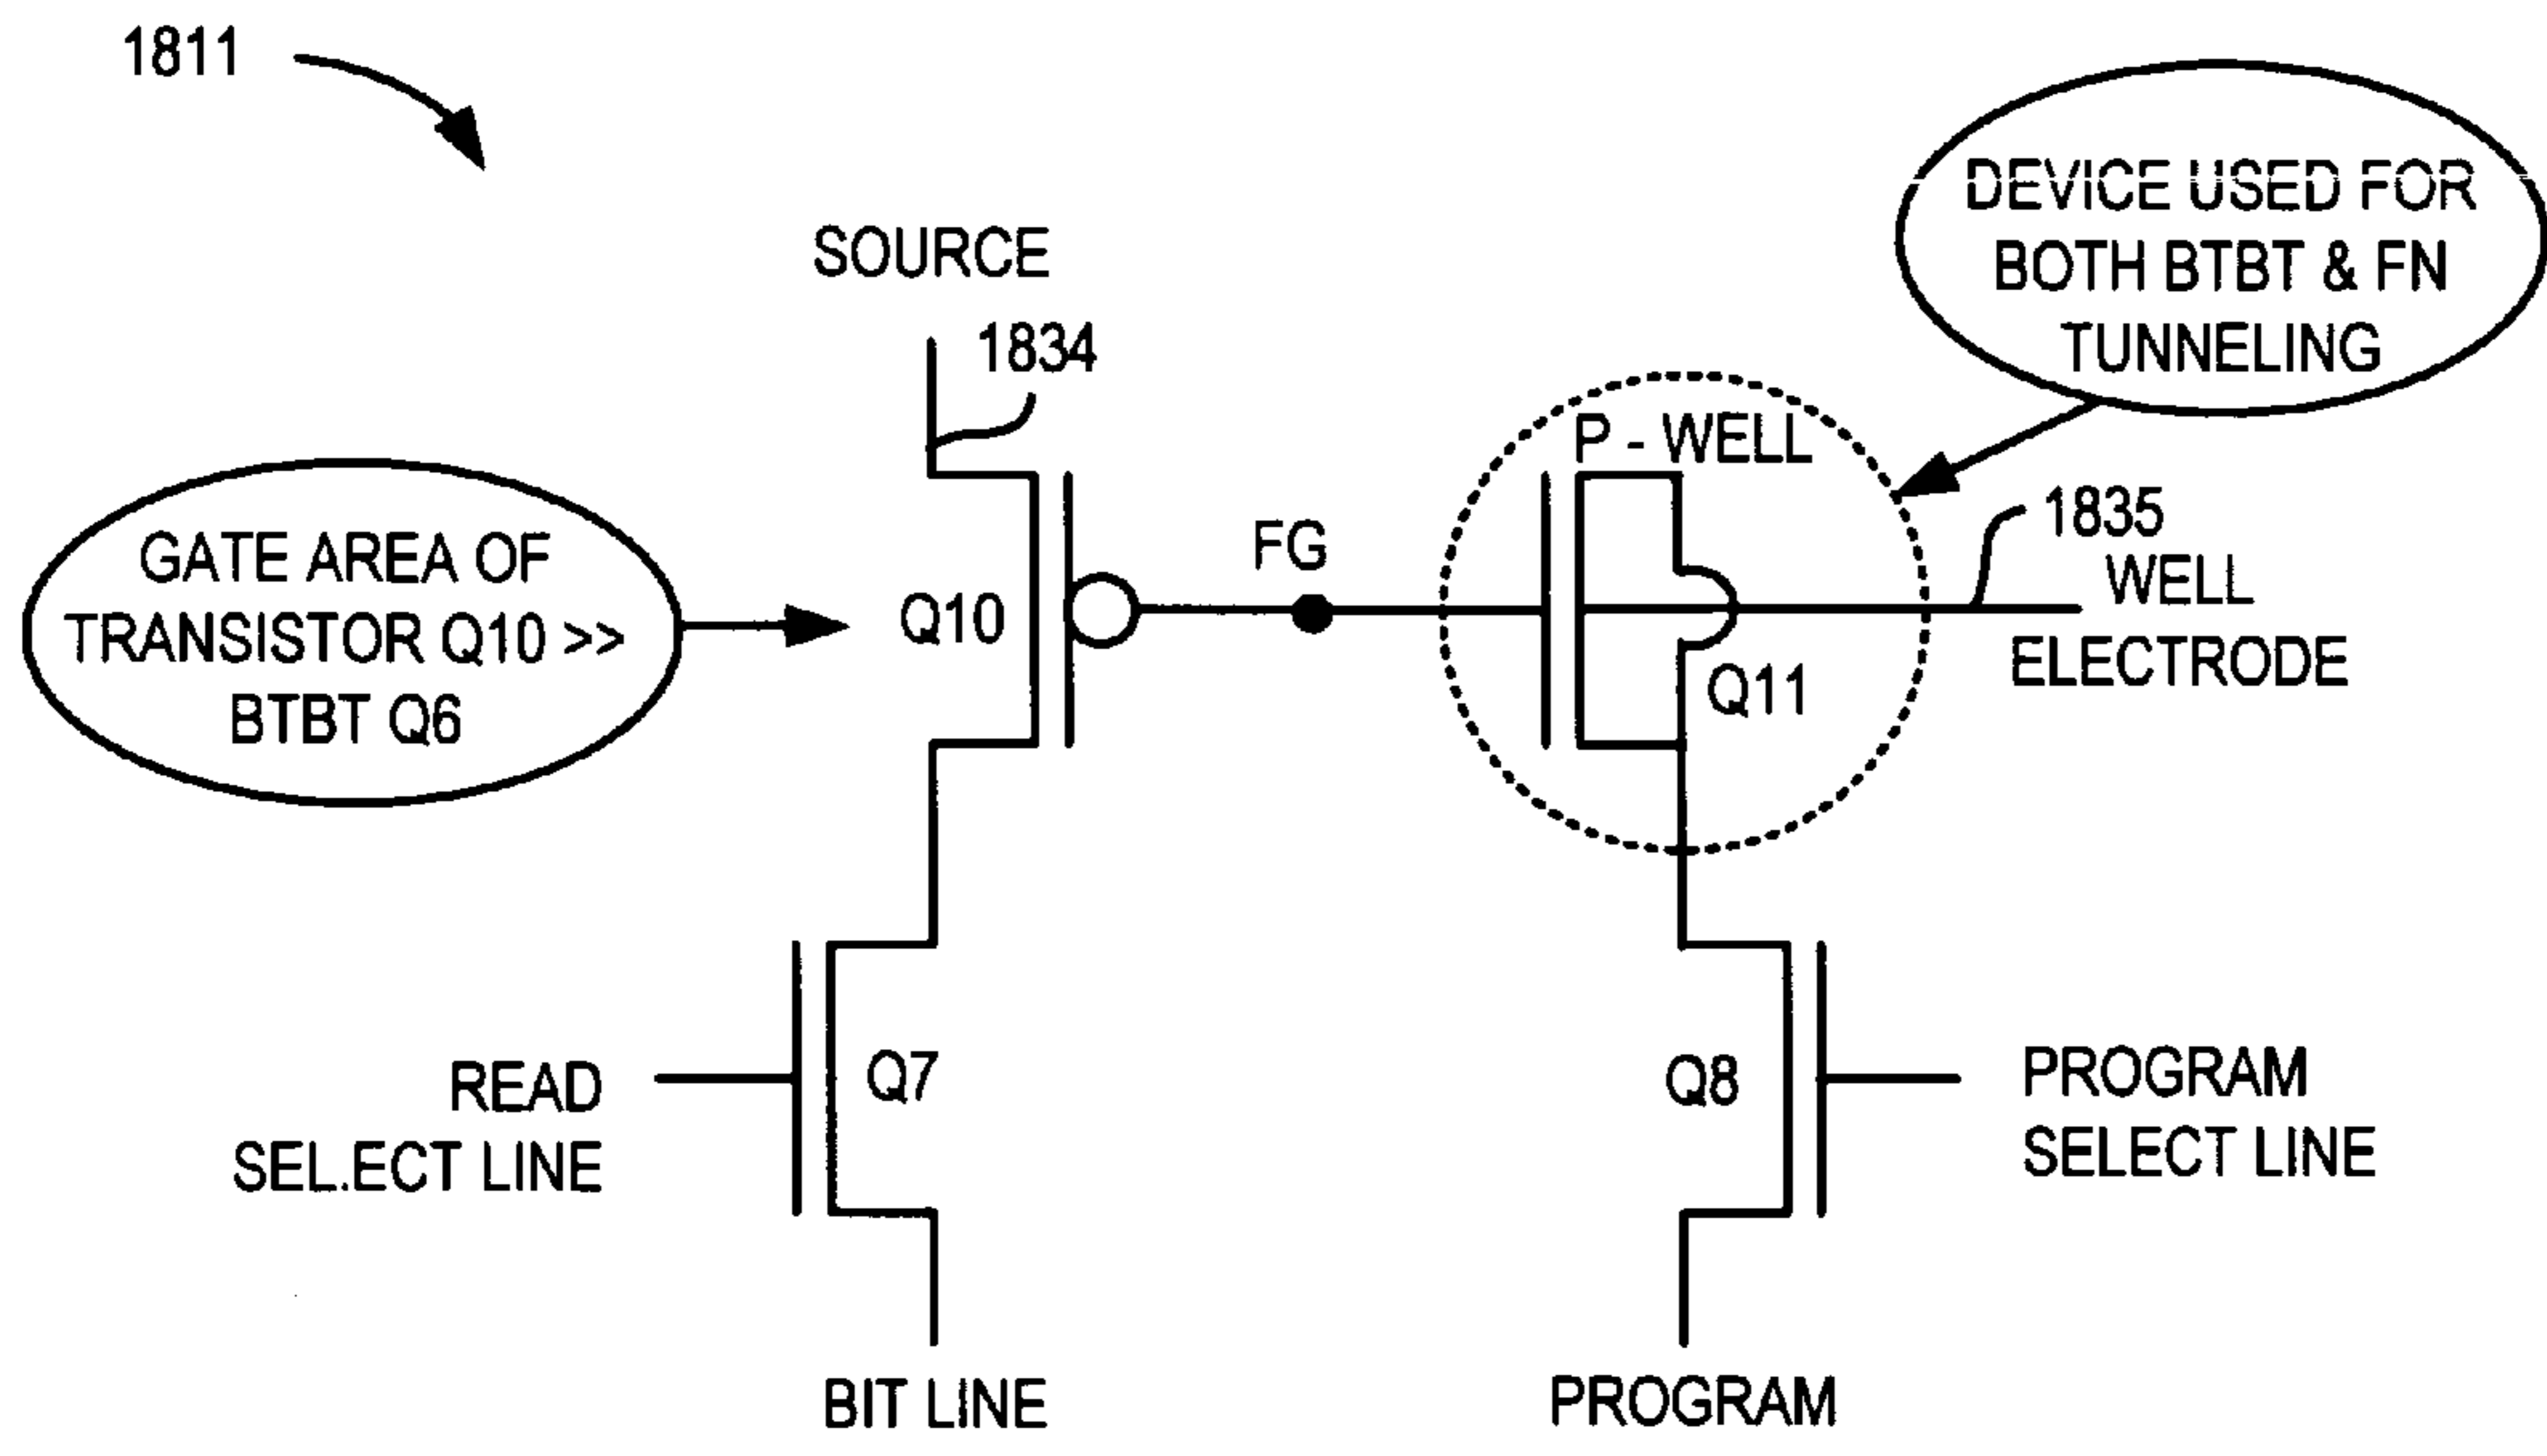 1811
SOURCE
1834
DEVICE USED FOR
BOTH BTBT & FN
TUNNELING
P - WELL
1835
WELL
ELECTRODE
GATE AREA OF
TRANSISTOR Q10 >>
BTBT Q6
Q10
FG
Q11
READ
SEL.ECT LINE
Q7
Q8
PROGRAM
SELECT LINE
BIT LINE
PROGRAM